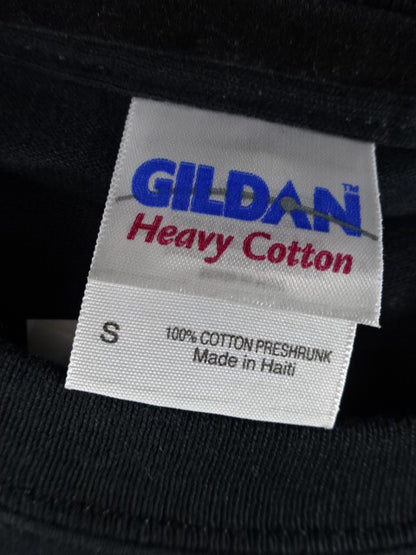 GILDAN™
Heavy Cotton
S
100% COTTON PRESHRUNK
Made in Haiti